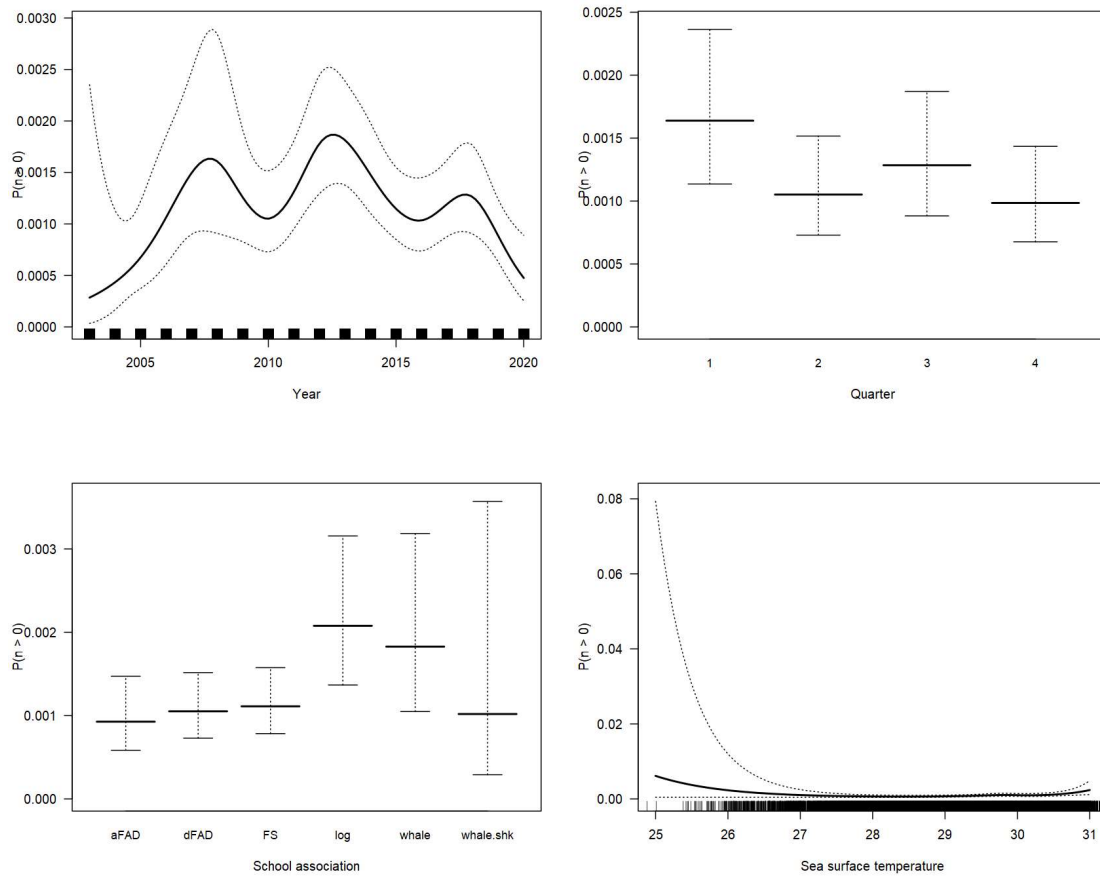 0.0030
0.0025
0.0020
0.0015
0.0010
0.0005
0.0000
P(n > 0)
2005 2010 2015 2020
Year
0.0025
0.0020
0.0015
0.0010
0.0005
0.0000
P(n > 0)
1 2 3 4
Quarter
0.003
0.002
0.001
0.000
P(n > 0)
aFAD dFAD FS log whale whale.shk
School association
0.08
0.06
0.04
0.02
0.00
P(n > 0)
25 26 27 28 29 30 31
Sea surface temperature